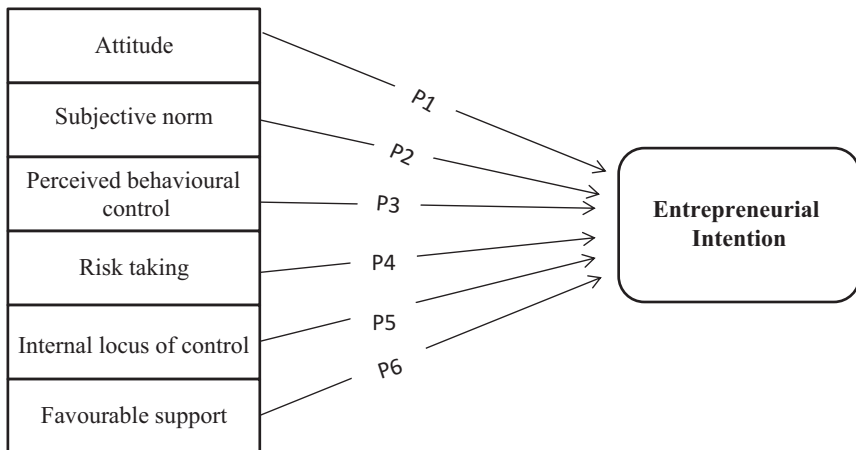 Attitude
Subjective norm
Perceived behavioural
control
Risk taking
Internal locus of control
Favourable support
P1
P2
P3
P4
P5
P6
Entrepreneurial
Intention